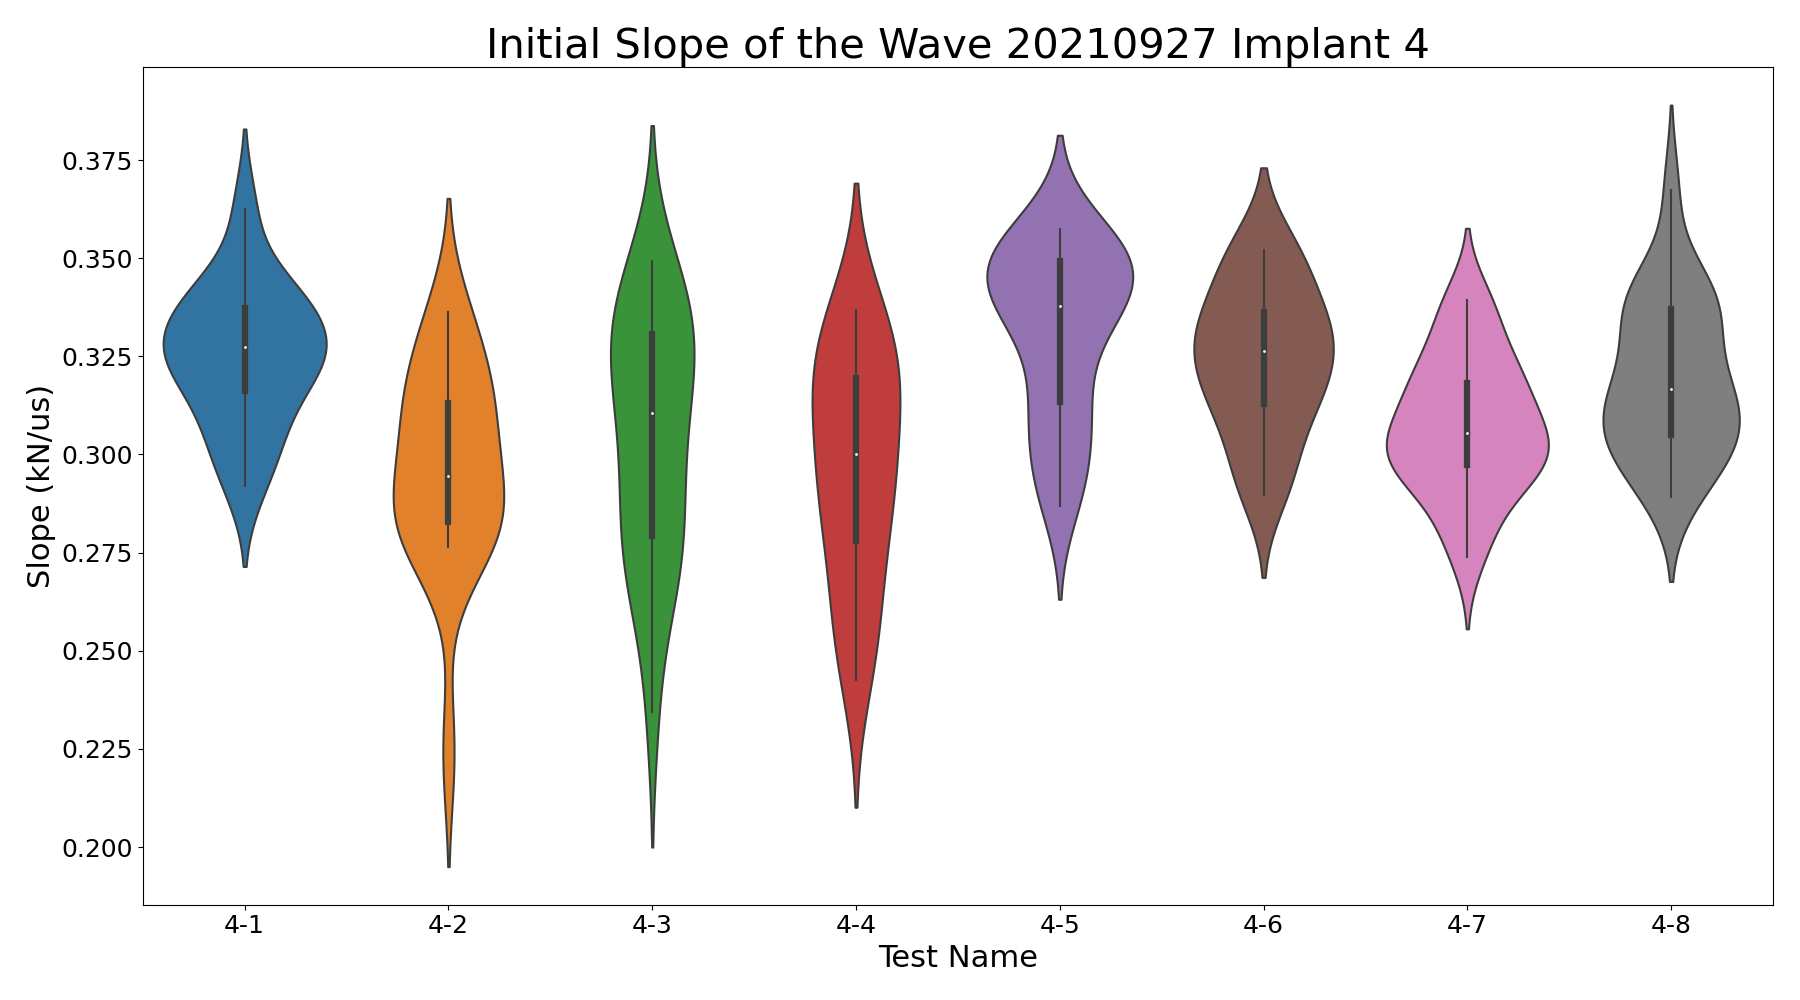 Initial Slope of the Wave 20210927 Implant 4
Slope (kN/us)
0.375
0.350
0.325
0.300
0.275
0.250
0.225
0.200
4-1 4-2 4-3 4-4 4-5 4-6 4-7 4-8
Test Name